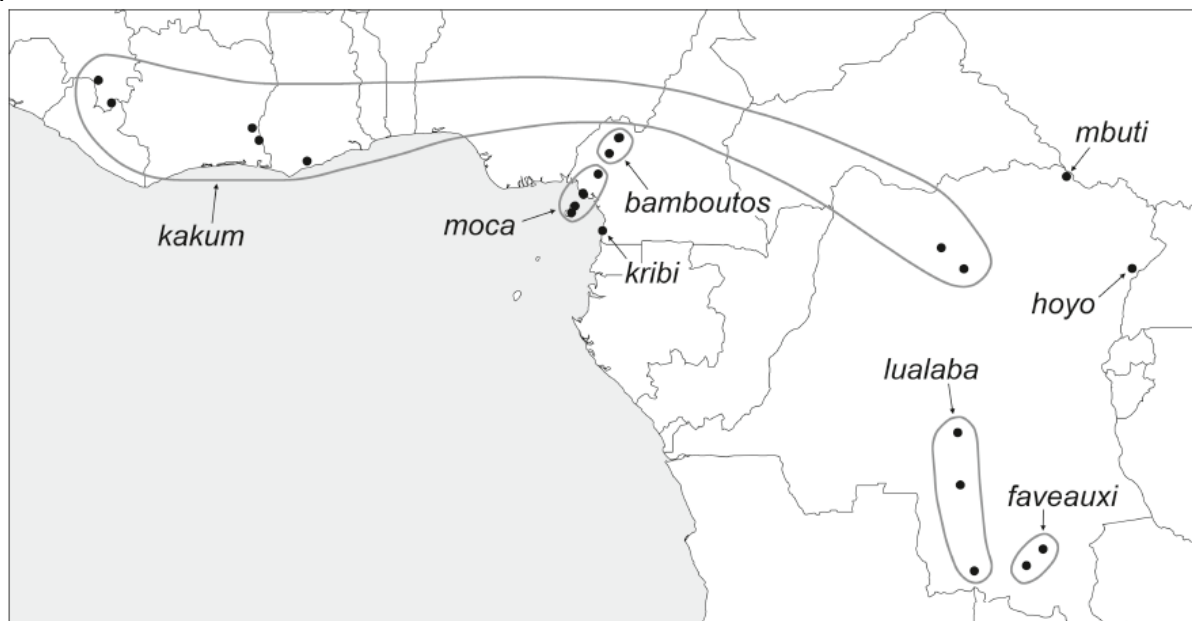 mbuti
kakum
moca
bamboutos
kribi
hoyo
lualaba
faveauxi